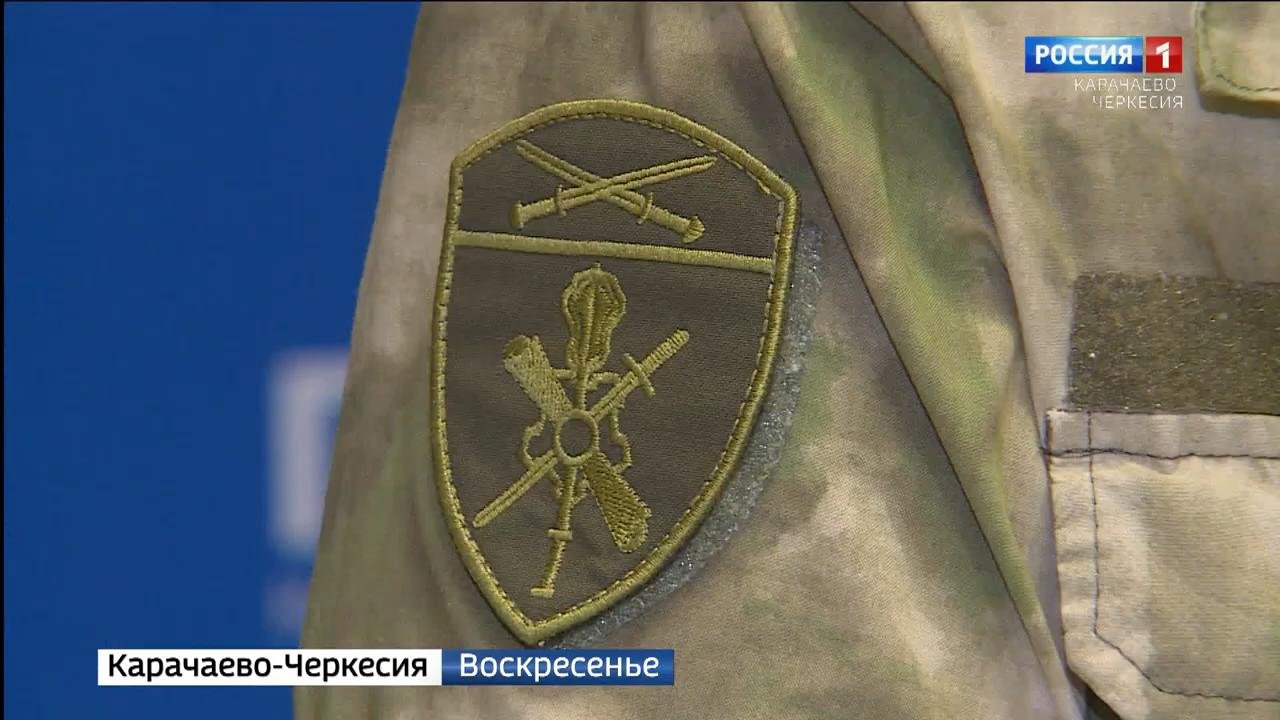 РОССИЯ 1
КАРАЧАЕВО
ЧЕРКЕСИЯ
Карачаево-Черкесия Воскресенье